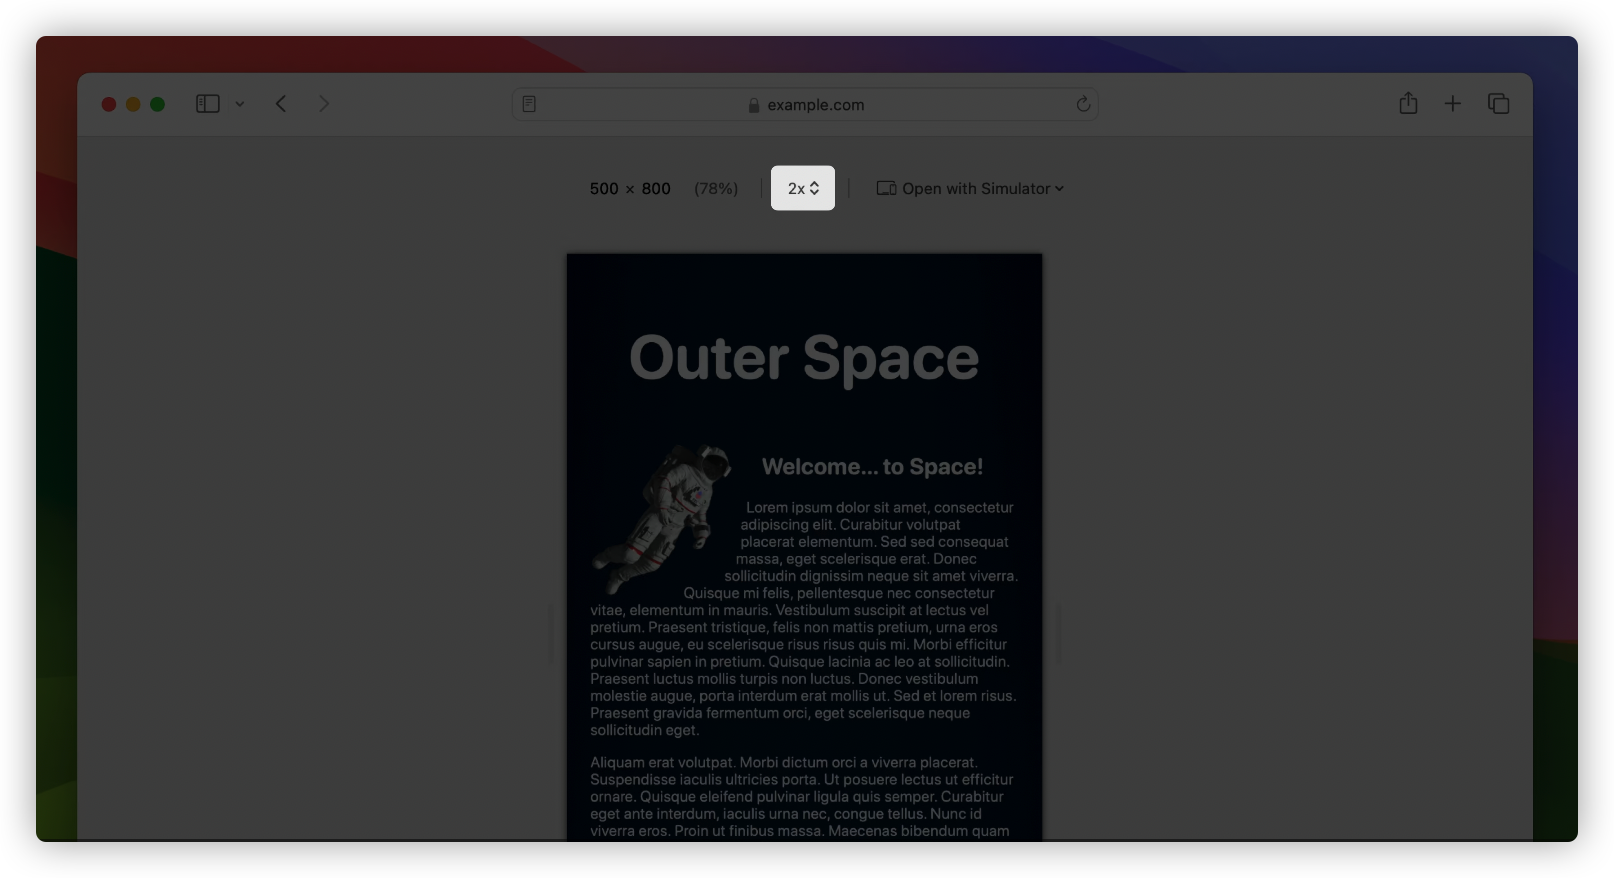 example.com
500 × 800 (78%) 2x Open with Simulator
Outer Space
Welcome... to Space!
Lorem ipsum dolor sit amet, consectetur
adipiscing elit. Curabitur volutpat
placerat elementum. Sed sed consequat
massa, eget scelerisque erat. Donec
sollicitudin dignissim neque sit amet viverra.
Quisque mi felis, pellentesque nec consectetur
vitae, elementum in mauris. Vestibulum suscipit at lectus vel
pretium. Praesent tristique, felis non mattis pretium, urna eros
cursus augue, eu scelerisque risus risus quis mi. Morbi efficitur
pulvinar sapien in pretium. Quisque lacinia ac leo at sollicitudin.
Praesent luctus mollis turpis non luctus. Donec vestibulum
molestie augue, porta interdum erat mollis ut. Sed et lorem risus.
Praesent gravida fermentum orci, eget scelerisque neque
sollicitudin eget.
Aliquam erat volutpat. Morbi dictum orci a viverra placerat.
Suspendisse iaculis ultricies porta. Ut posuere lectus ut efficitur
ornare. Quisque eleifend pulvinar ligula quis semper. Curabitur
eget ante interdum, iaculis urna nec, congue tellus. Nunc id
viverra eros. Proin ut finibus massa. Maecenas bibendum quam